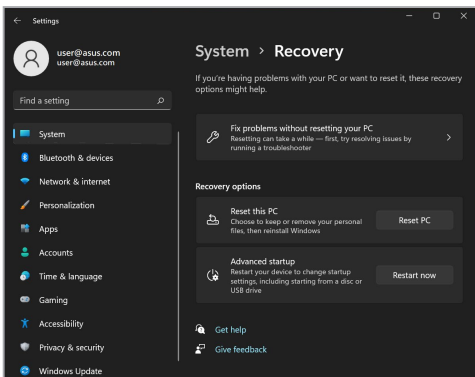 Settings
user@asus.com
user@asus.com
Find a setting
System
Bluetooth & devices
Network & internet
Personalization
Apps
Accounts
Time & language
Gaming
Accessibility
Privacy & security
Windows Update
System > Recovery
If you're having problems with your PC or want to reset it, these recovery
options might help.
Fix problems without resetting your PC
Resetting can take a while — first, try resolving issues by
running a troubleshooter
Recovery options
Reset this PC
Choose to keep or remove your personal
files, then reinstall Windows
Reset PC
Advanced startup
Restart your device to change startup
settings, including starting from a disc or
USB drive
Restart now
Get help
Give feedback